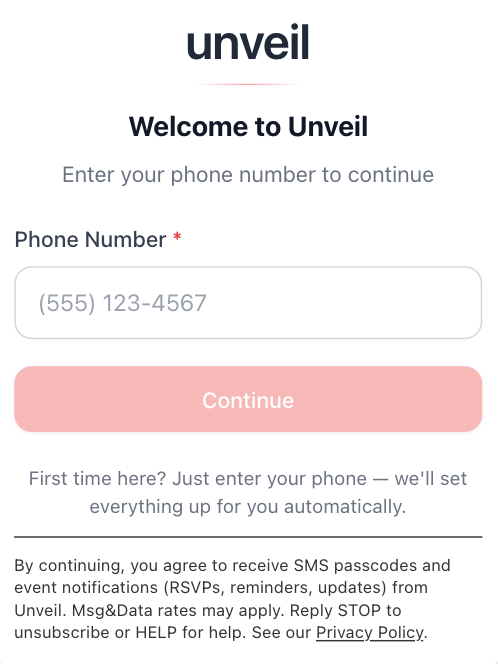 unveil
Welcome to Unveil
Enter your phone number to continue
Phone Number *
(555) 123-4567
Continue
First time here? Just enter your phone — we'll set
everything up for you automatically.
By continuing, you agree to receive SMS passcodes and
event notifications (RSVPs, reminders, updates) from
Unveil. Msg&Data rates may apply. Reply STOP to
unsubscribe or HELP for help. See our Privacy Policy.